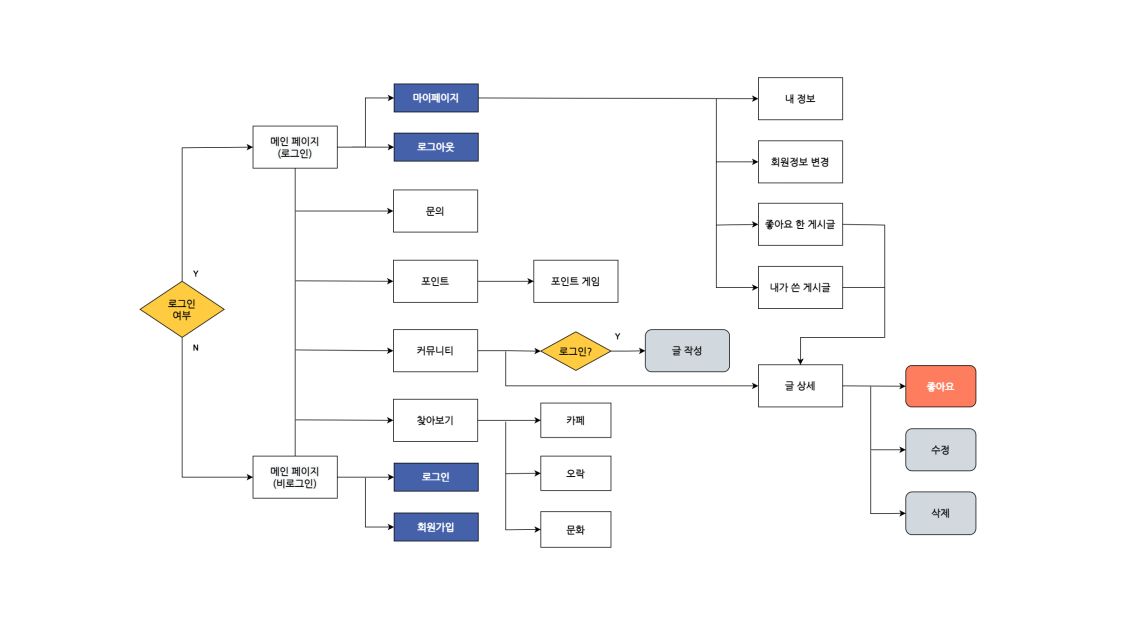 마이페이지
내 정보
메인 페이지
(로그인)
로그아웃
회원정보 변경
문의
좋아요 한 게시글
Y
포인트
포인트 게임
내가 쓴 게시글
로그인
여부
N
커뮤니티
로그인?
Y
글 작성
글 상세
좋아요
찾아보기
카페
수정
메인 페이지
(비로그인)
로그인
오락
삭제
회원가입
문화